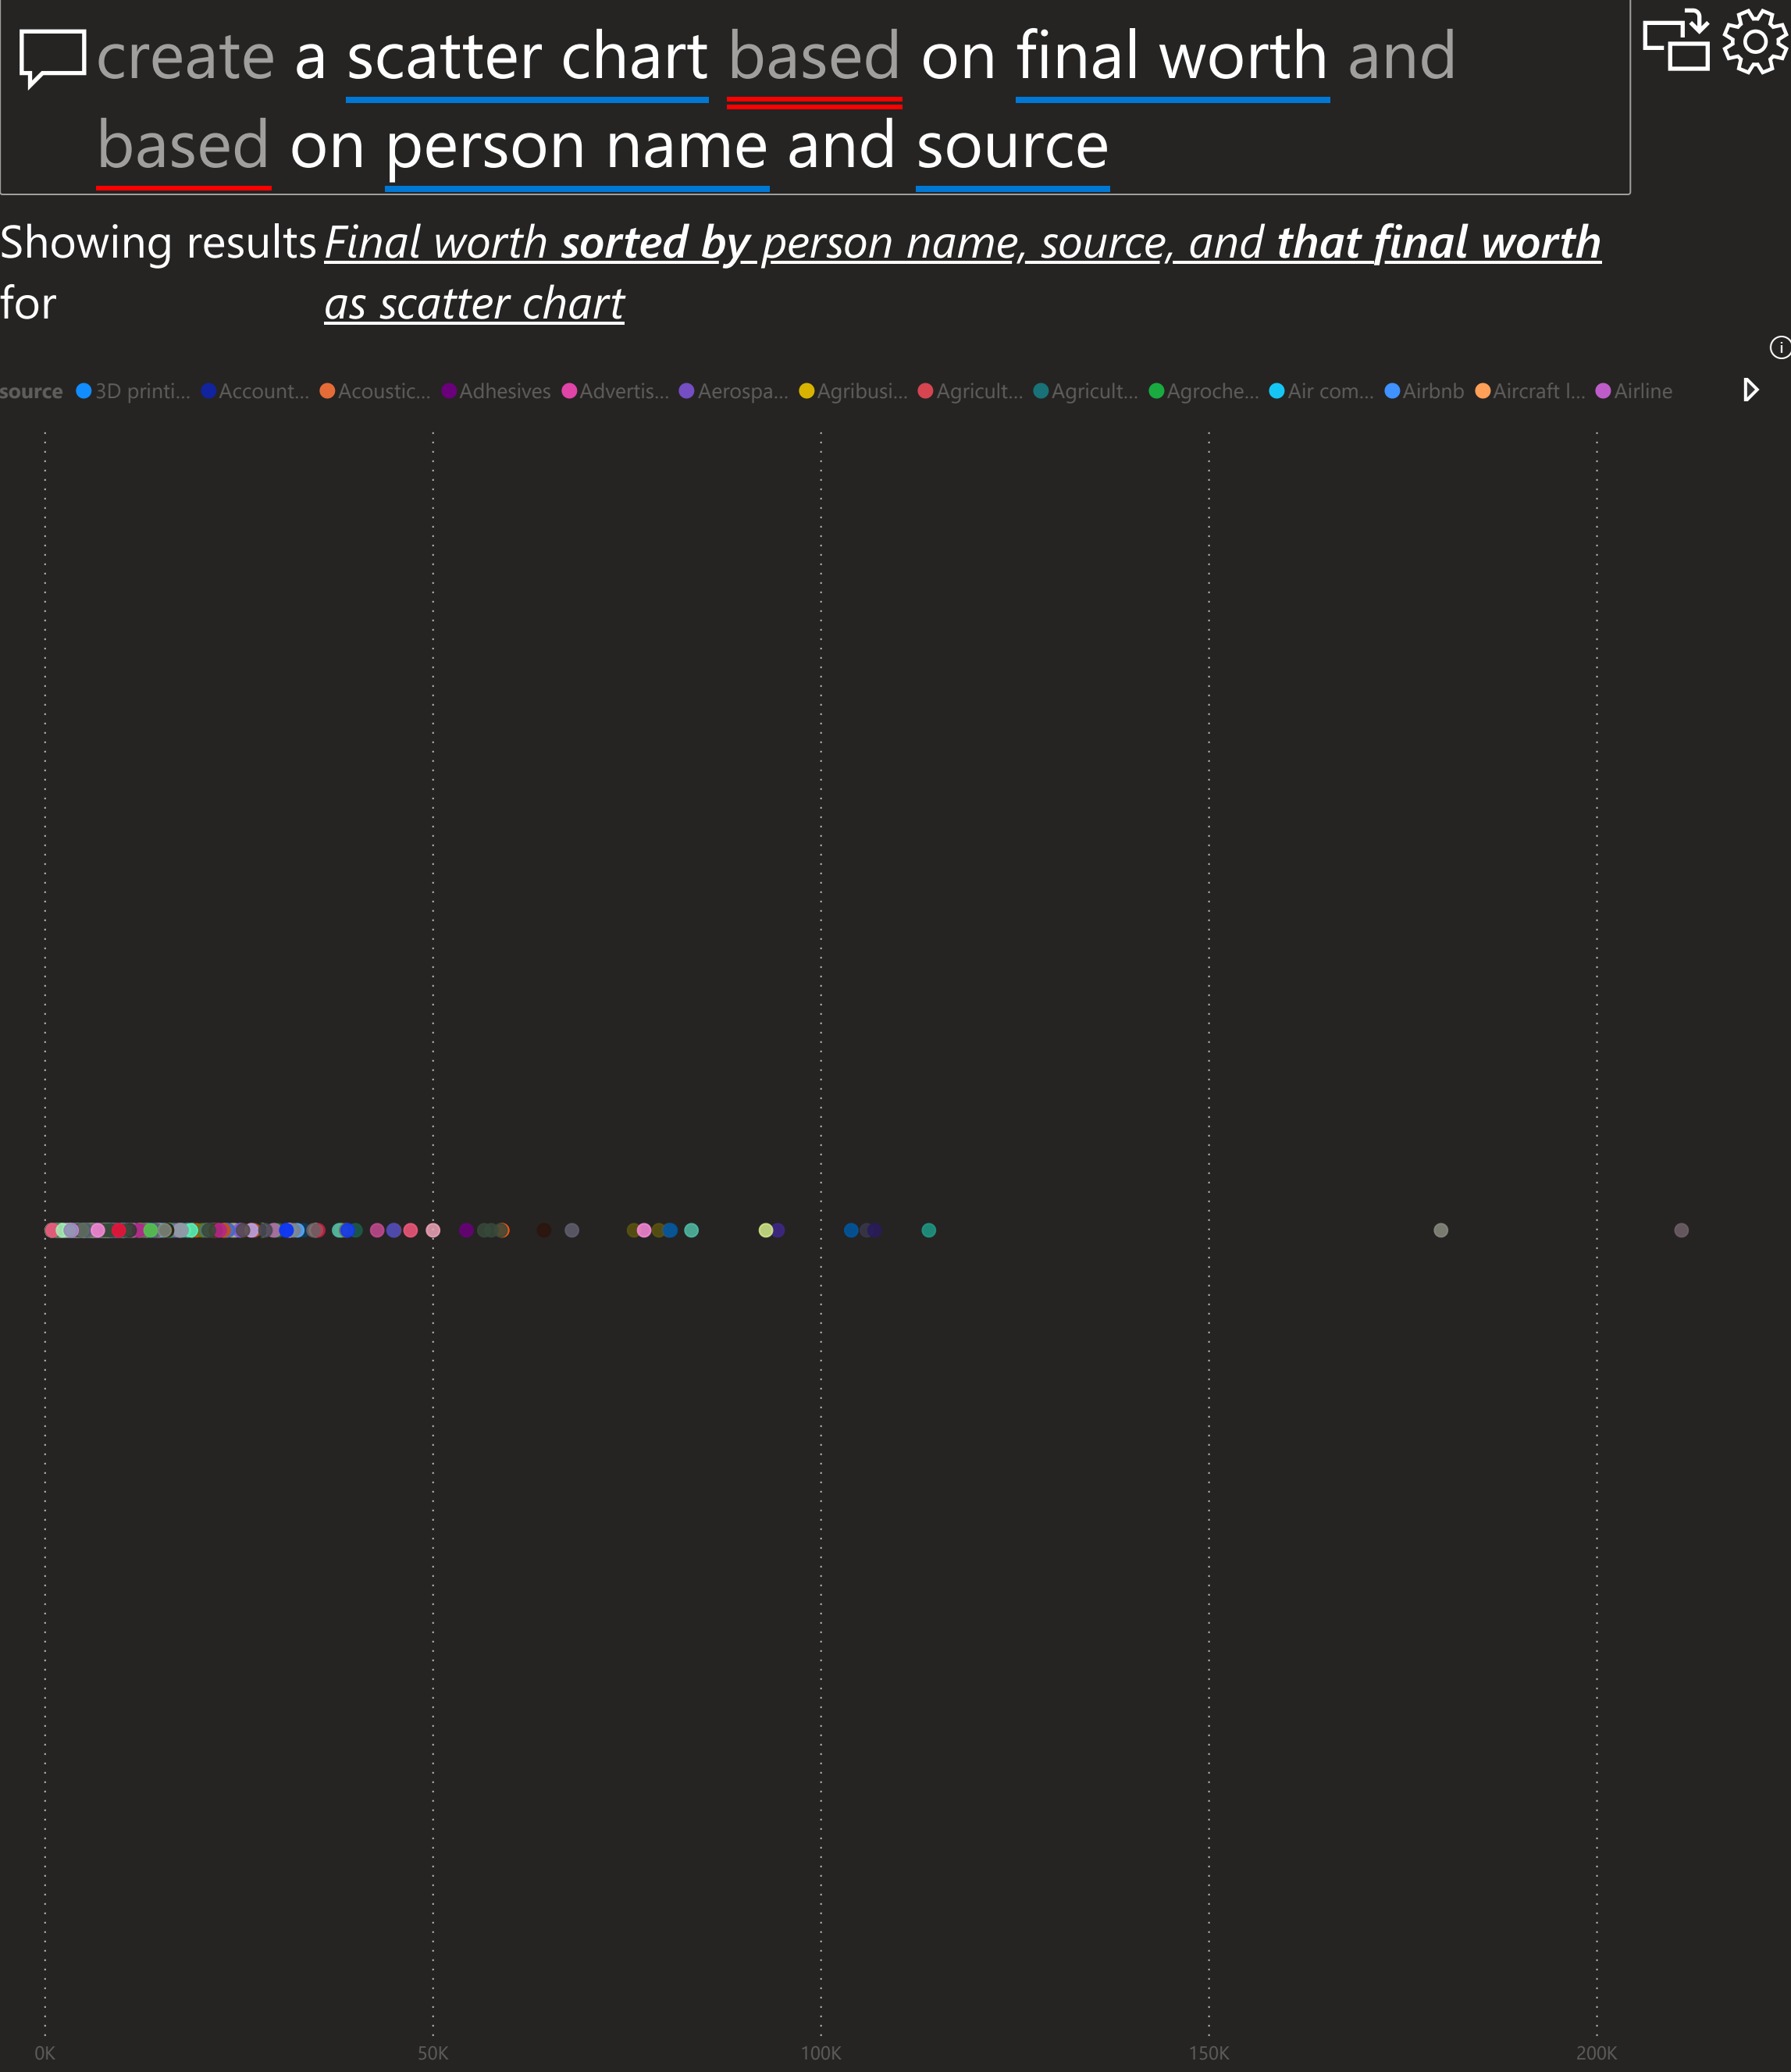 create a scatter chart based on final worth and
based on person name and source
Showing results Final worth sorted by person name, source, and that final worth
for as scatter chart
source 3D printi... Account... Acoustic... Adhesives Advertis... Aerospa... Agribusi... Agricult... Agricult... Agroche... Air com... Airbnb Aircraft l... Airline
0K 50K 100K 150K 200K